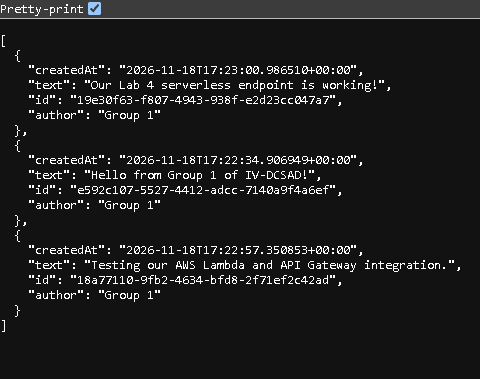 Pretty-print
[
  {
    "createdAt": "2026-11-18T17:23:00.986510+00:00",
    "text": "Our Lab 4 serverless endpoint is working!",
    "id": "19e30f63-f807-4943-938f-e2d23cc047a7",
    "author": "Group 1"
  },
  {
    "createdAt": "2026-11-18T17:22:34.906949+00:00",
    "text": "Hello from Group 1 of IV-DCSAD!",
    "id": "e592c107-5527-4412-adcc-7140a9f4a6ef",
    "author": "Group 1"
  },
  {
    "createdAt": "2026-11-18T17:22:57.350853+00:00",
    "text": "Testing our AWS Lambda and API Gateway integration.",
    "id": "18a77110-9fb2-4634-bfd8-2f71ef2c42ad",
    "author": "Group 1"
  }
]